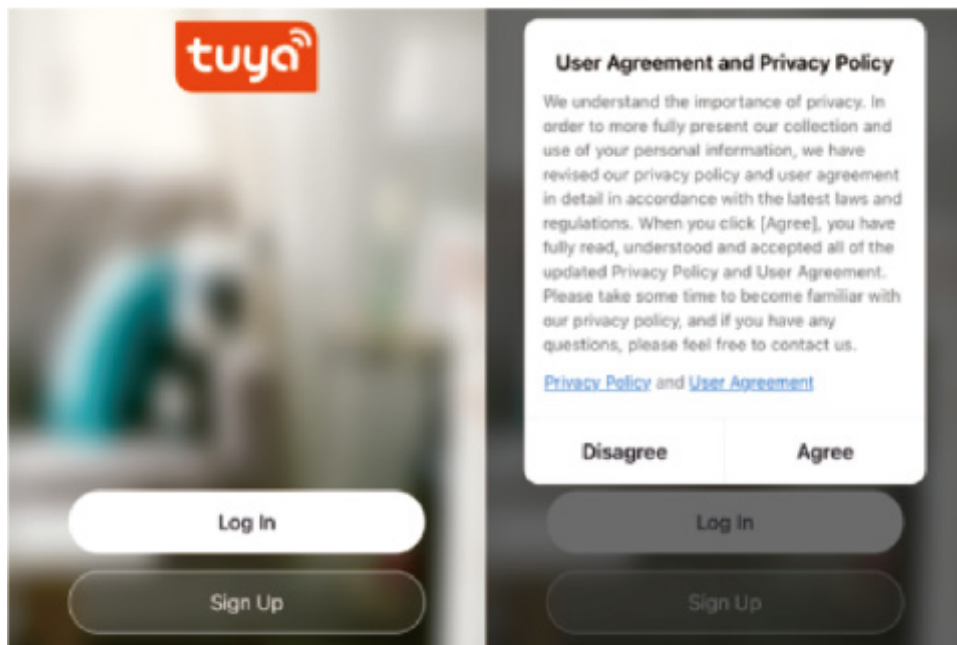 tuya
Log In
Sign Up
User Agreement and Privacy Policy
We understand the importance of privacy. In
order to more fully present our collection and
use of your personal information, we have
revised our privacy policy and user agreement
in detail in accordance with the latest laws and
regulations. When you click [Agree], you have
fully read, understood and accepted all of the
updated Privacy Policy and User Agreement.
Please take some time to become familiar with
our privacy policy, and if you have any
questions, please feel free to contact us.
Privacy Policy and User Agreement
Disagree Agree
Log In
Sign Up